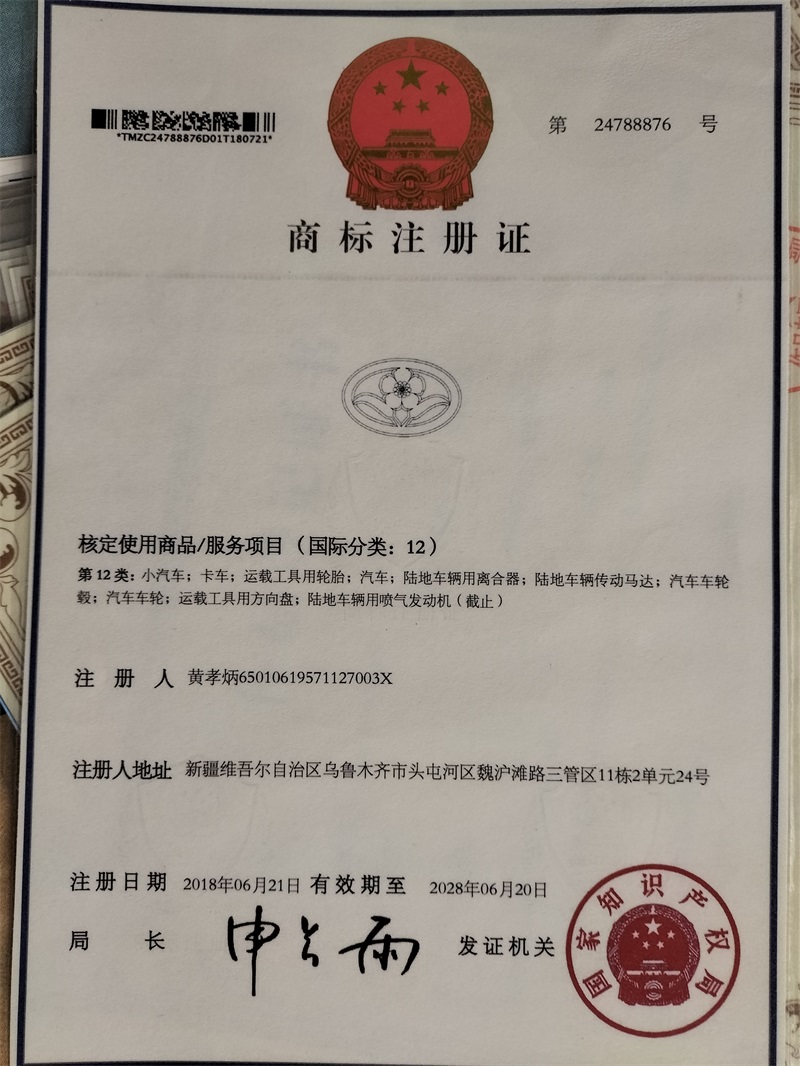 *TMZC24788876D01T180721*
第 24788876 号
商标注册证
核定使用商品/服务项目（国际分类：12）
第12类：小汽车；卡车；运载工具用轮胎；汽车；陆地车辆用离合器；陆地车辆传动马达；汽车车轮
毂；汽车车轮；运载工具用方向盘；陆地车辆用喷气发动机（截止）
注 册 人 黄孝炳65010619571127003X
注册人地址 新疆维吾尔自治区乌鲁木齐市头屯河区魏沪滩路三管区11栋2单元24号
注册日期 2018年06月21日 有效期至 2028年06月20日
局 长 申长雨 发证机关
国家知识产权局